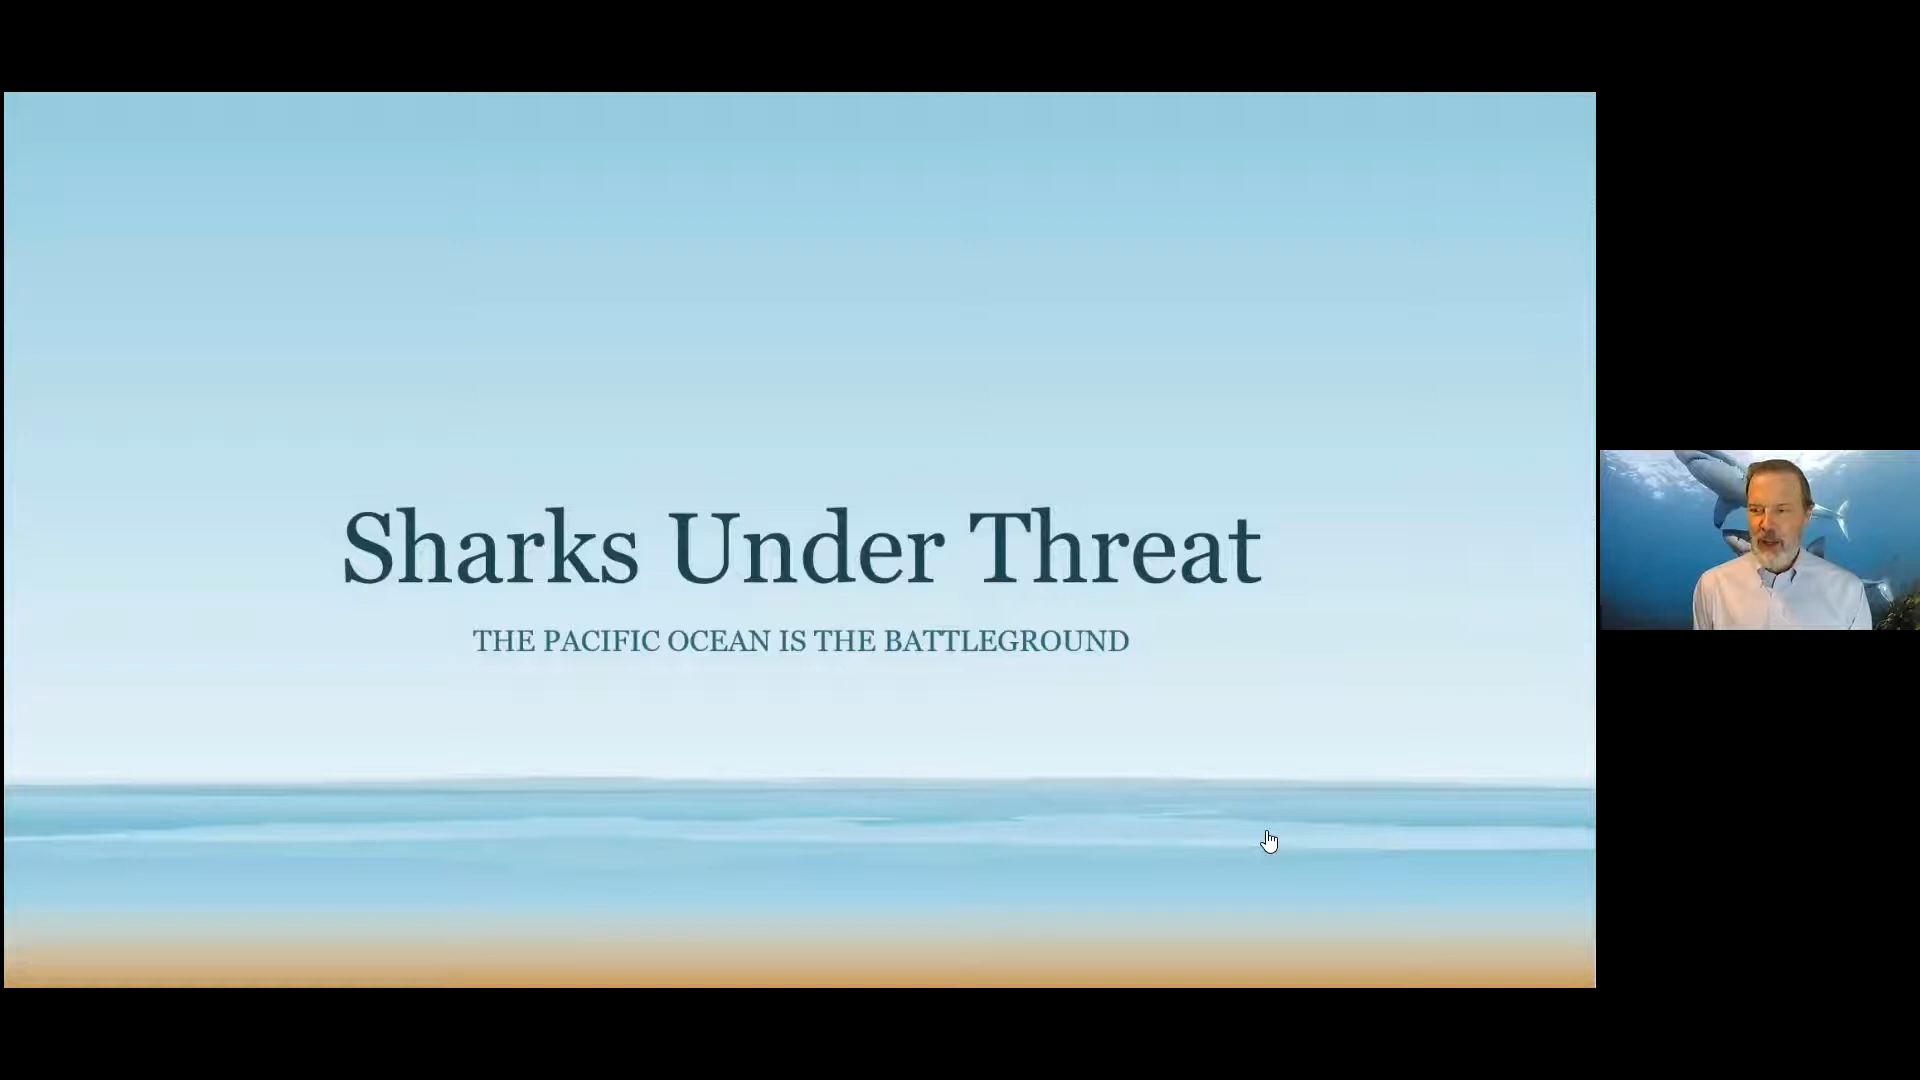 Sharks Under Threat
THE PACIFIC OCEAN IS THE BATTLEGROUND